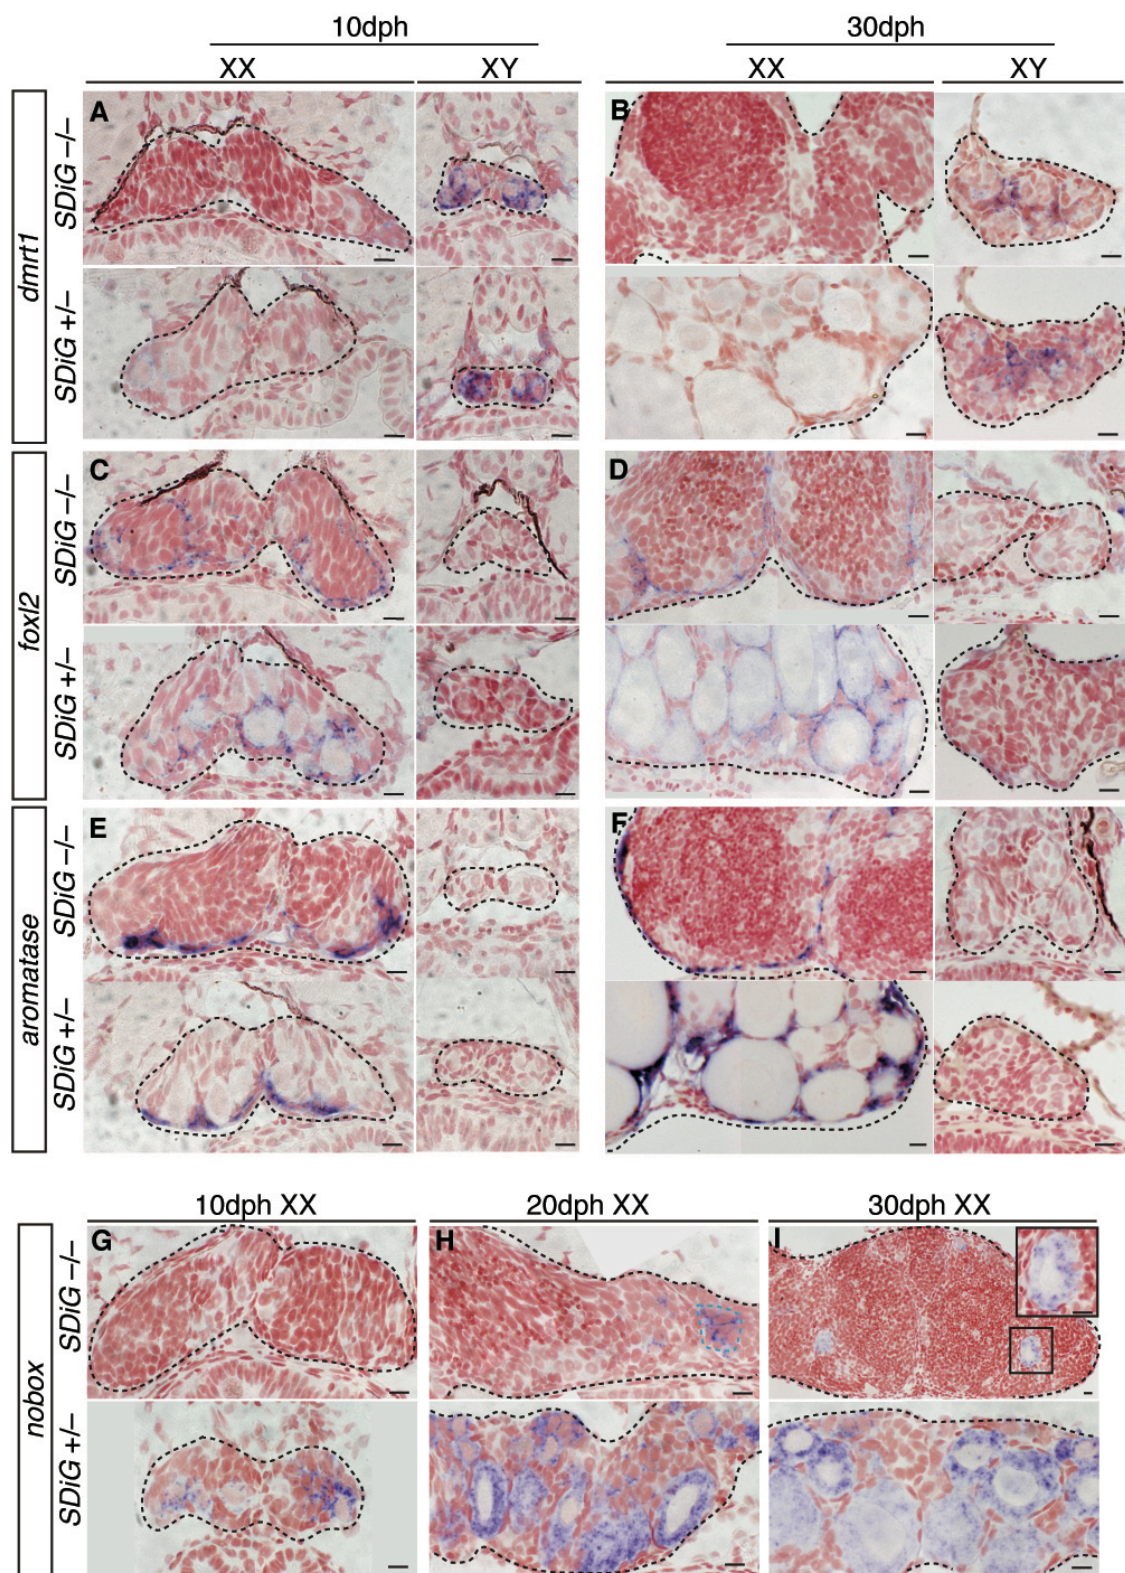 10dph 30dph
XX XY XX XY
dmrt1
A B
SDiG −/−
SDiG +/−
foxl2
C D
SDiG −/−
SDiG +/−
aromatase
E F
SDiG −/−
SDiG +/−
10dph XX 20dph XX 30dph XX
nobox
G H I
SDiG −/−
SDiG +/−